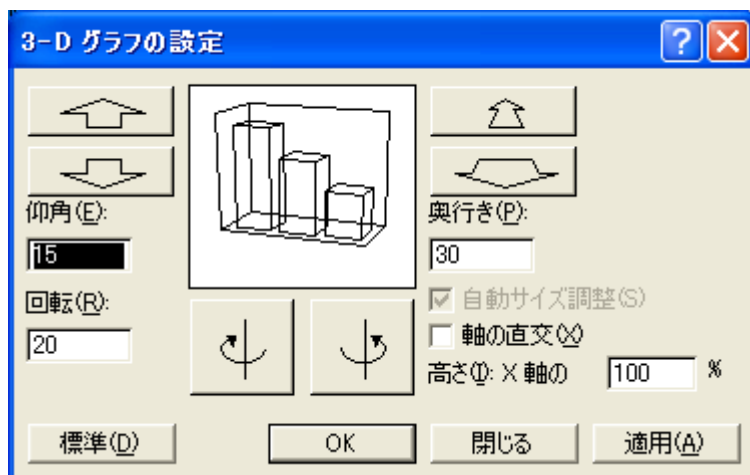 3-D グラフの設定
仰角(E):
15
回転(R):
20
奥行き(P):
30
自動サイズ調整(S)
軸の直交(X)
高さ(I): X 軸の 100 %
標準(D) OK 閉じる 適用(A)